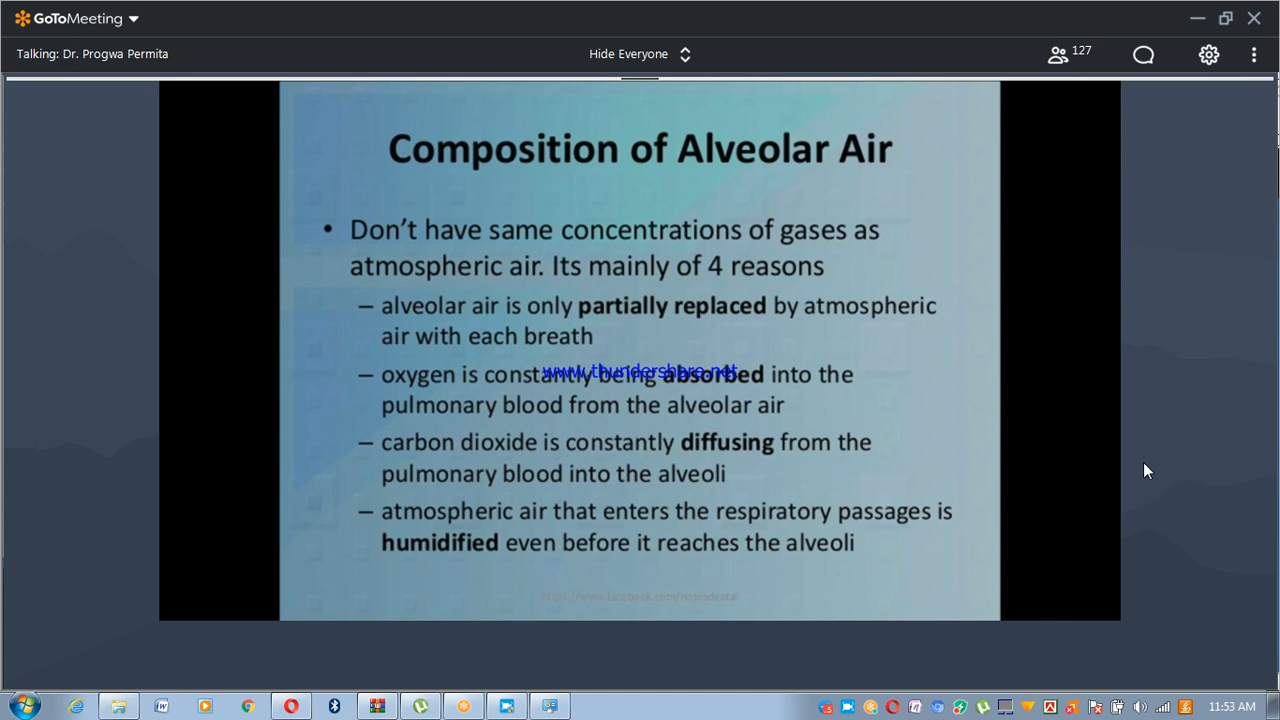 GoToMeeting
Talking: Dr. Progwa Permita
Hide Everyone
127
Composition of Alveolar Air
• Don't have same concentrations of gases as
atmospheric air. Its mainly of 4 reasons
– alveolar air is only partially replaced by atmospheric
air with each breath
www.thundershare.net
– oxygen is constantly being absorbed into the
pulmonary blood from the alveolar air
– carbon dioxide is constantly diffusing from the
pulmonary blood into the alveoli
– atmospheric air that enters the respiratory passages is
humidified even before it reaches the alveoli
11:53 AM